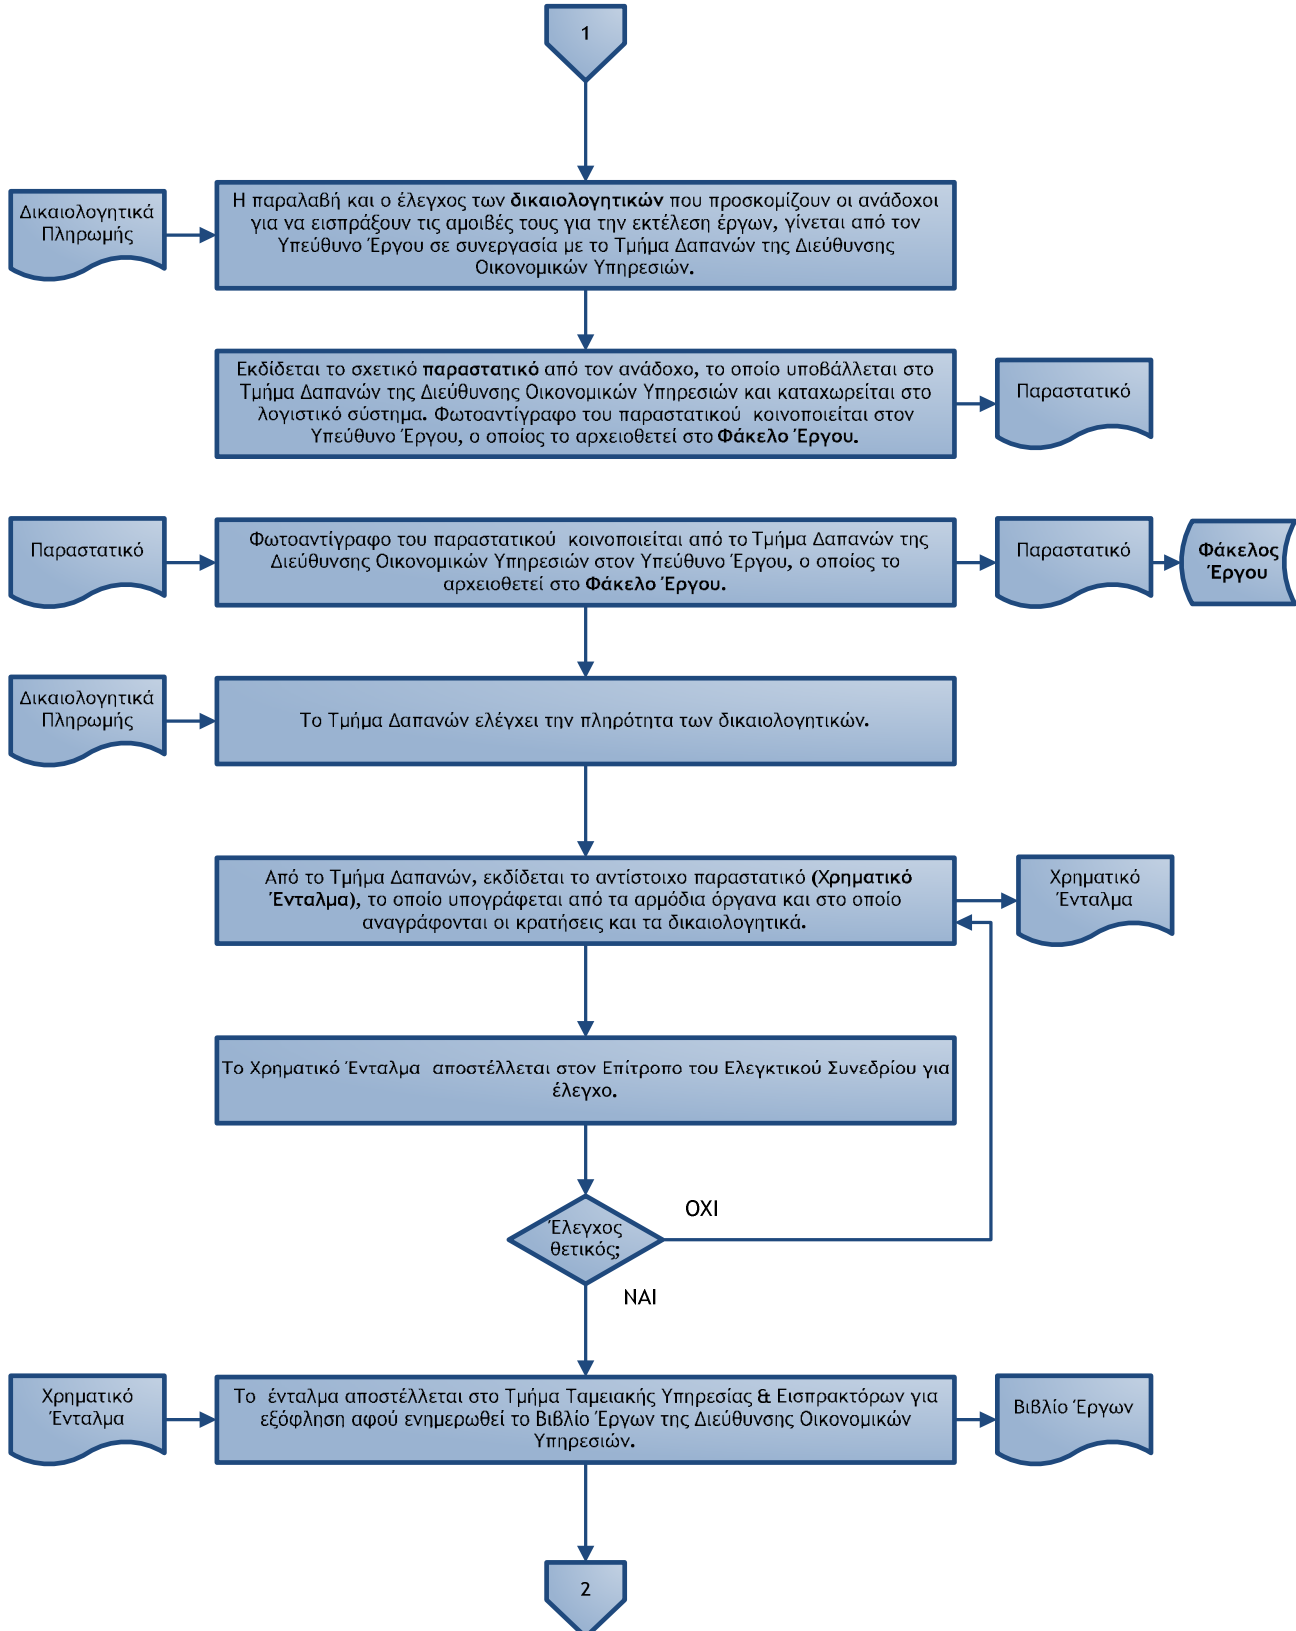 1
Δικαιολογητικά
Πληρωμής
Η παραλαβή και ο έλεγχος των δικαιολογητικών που προσκομίζουν οι ανάδοχοι
για να εισπράξουν τις αμοιβές τους για την εκτέλεση έργων, γίνεται από τον
Υπεύθυνο Έργου σε συνεργασία με το Τμήμα Δαπανών της Διεύθυνσης
Οικονομικών Υπηρεσιών.
Εκδίδεται το σχετικό παραστατικό από τον ανάδοχο, το οποίο υποβάλλεται στο
Τμήμα Δαπανών της Διεύθυνσης Οικονομικών Υπηρεσιών και καταχωρείται στο
λογιστικό σύστημα. Φωτοαντίγραφο του παραστατικού κοινοποιείται στον
Υπεύθυνο Έργου, ο οποίος το αρχειοθετεί στο Φάκελο Έργου.
Παραστατικό
Παραστατικό
Φωτοαντίγραφο του παραστατικού κοινοποιείται από το Τμήμα Δαπανών της
Διεύθυνσης Οικονομικών Υπηρεσιών στον Υπεύθυνο Έργου, ο οποίος το
αρχειοθετεί στο Φάκελο Έργου.
Παραστατικό
Φάκελος
Έργου
Δικαιολογητικά
Πληρωμής
Το Τμήμα Δαπανών ελέγχει την πληρότητα των δικαιολογητικών.
Από το Τμήμα Δαπανών, εκδίδεται το αντίστοιχο παραστατικό (Χρηματικό
Ένταλμα), το οποίο υπογράφεται από τα αρμόδια όργανα και στο οποίο
αναγράφονται οι κρατήσεις και τα δικαιολογητικά.
Χρηματικό
Ένταλμα
Το Χρηματικό Ένταλμα αποστέλλεται στον Επίτροπο του Ελεγκτικού Συνεδρίου για
έλεγχο.
Έλεγχος
θετικός;
ΟΧΙ
ΝΑΙ
Χρηματικό
Ένταλμα
Το ένταλμα αποστέλλεται στο Τμήμα Ταμειακής Υπηρεσίας & Εισπρακτόρων για
εξόφληση αφού ενημερωθεί το Βιβλίο Έργων της Διεύθυνσης Οικονομικών
Υπηρεσιών.
Βιβλίο Έργων
2